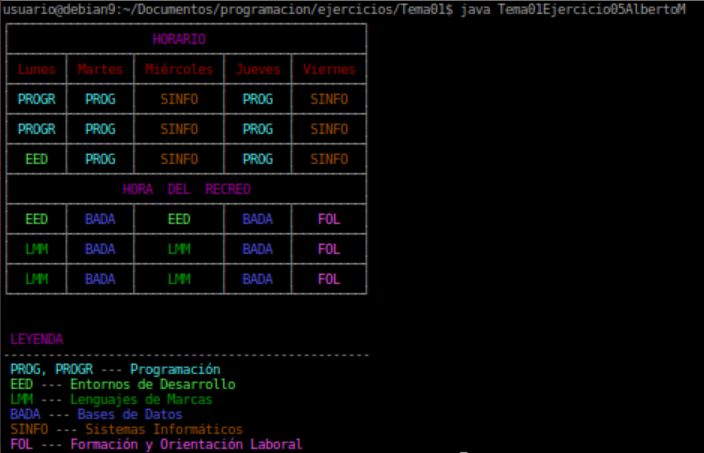 usuario@debian9:~/Documentos/programacion/ejercicios/Tema01$ java Tema01Ejercicio05AlbertoM
HORARIO
Lunes Martes Miércoles Jueves Viernes
PROGR PROG SINFO PROG SINFO
PROGR PROG SINFO PROG SINFO
EED PROG SINFO PROG SINFO
HORA DEL RECREO
EED BADA EED BADA FOL
LMM BADA LMM BADA FOL
LMM BADA LMM BADA FOL
LEYENDA
PROG, PROGR --- Programación
EED --- Entornos de Desarrollo
LMM --- Lenguajes de Marcas
BADA --- Bases de Datos
SINFO --- Sistemas Informáticos
FOL --- Formación y Orientación Laboral